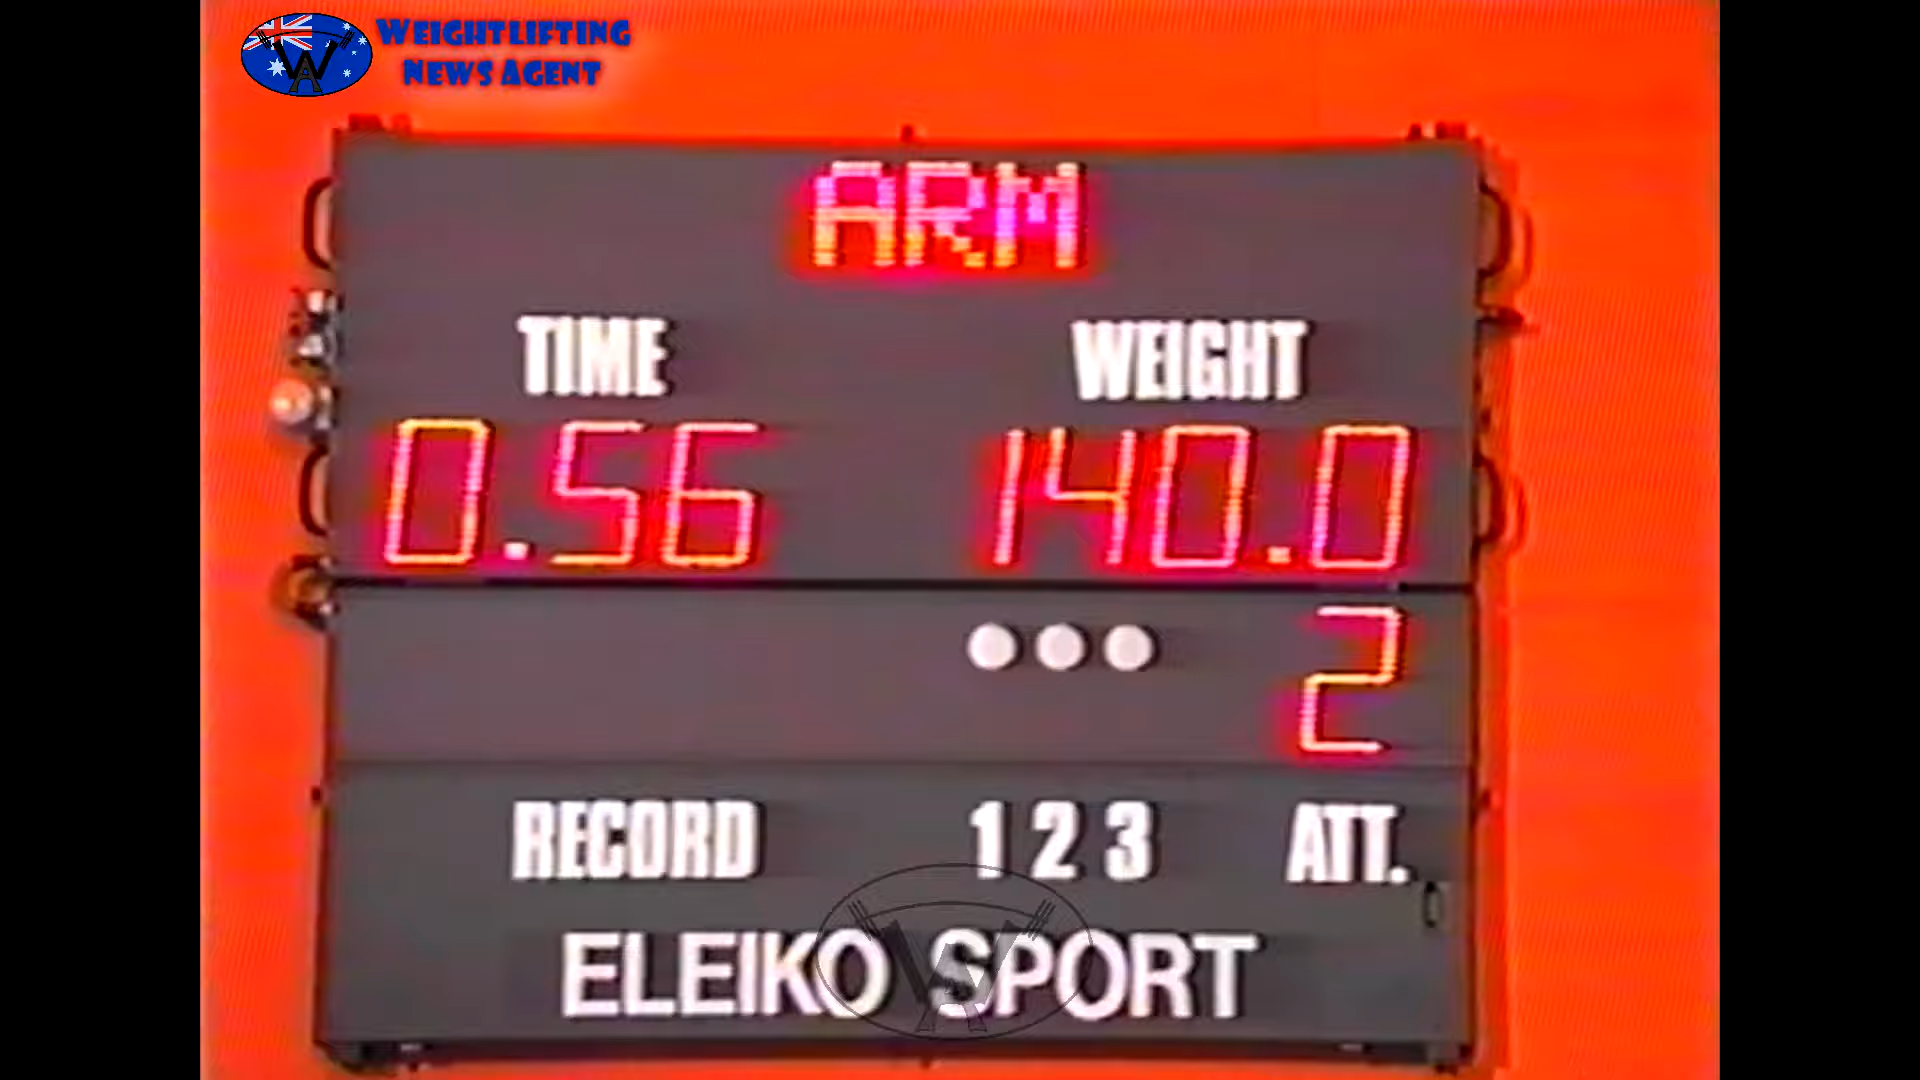 WEIGHTLIFTING
NEWS AGENT
ARM
TIME WEIGHT
0.56 140.0
2
RECORD 1 2 3 ATT.
ELEIKO SPORT